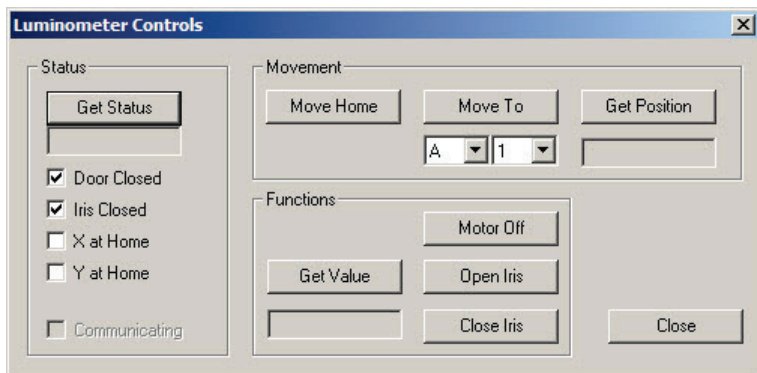 Luminometer Controls
Status
Get Status
Door Closed
Iris Closed
X at Home
Y at Home
Communicating
Movement
Move Home
Move To
Get Position
A
1
Functions
Motor Off
Get Value
Open Iris
Close Iris
Close